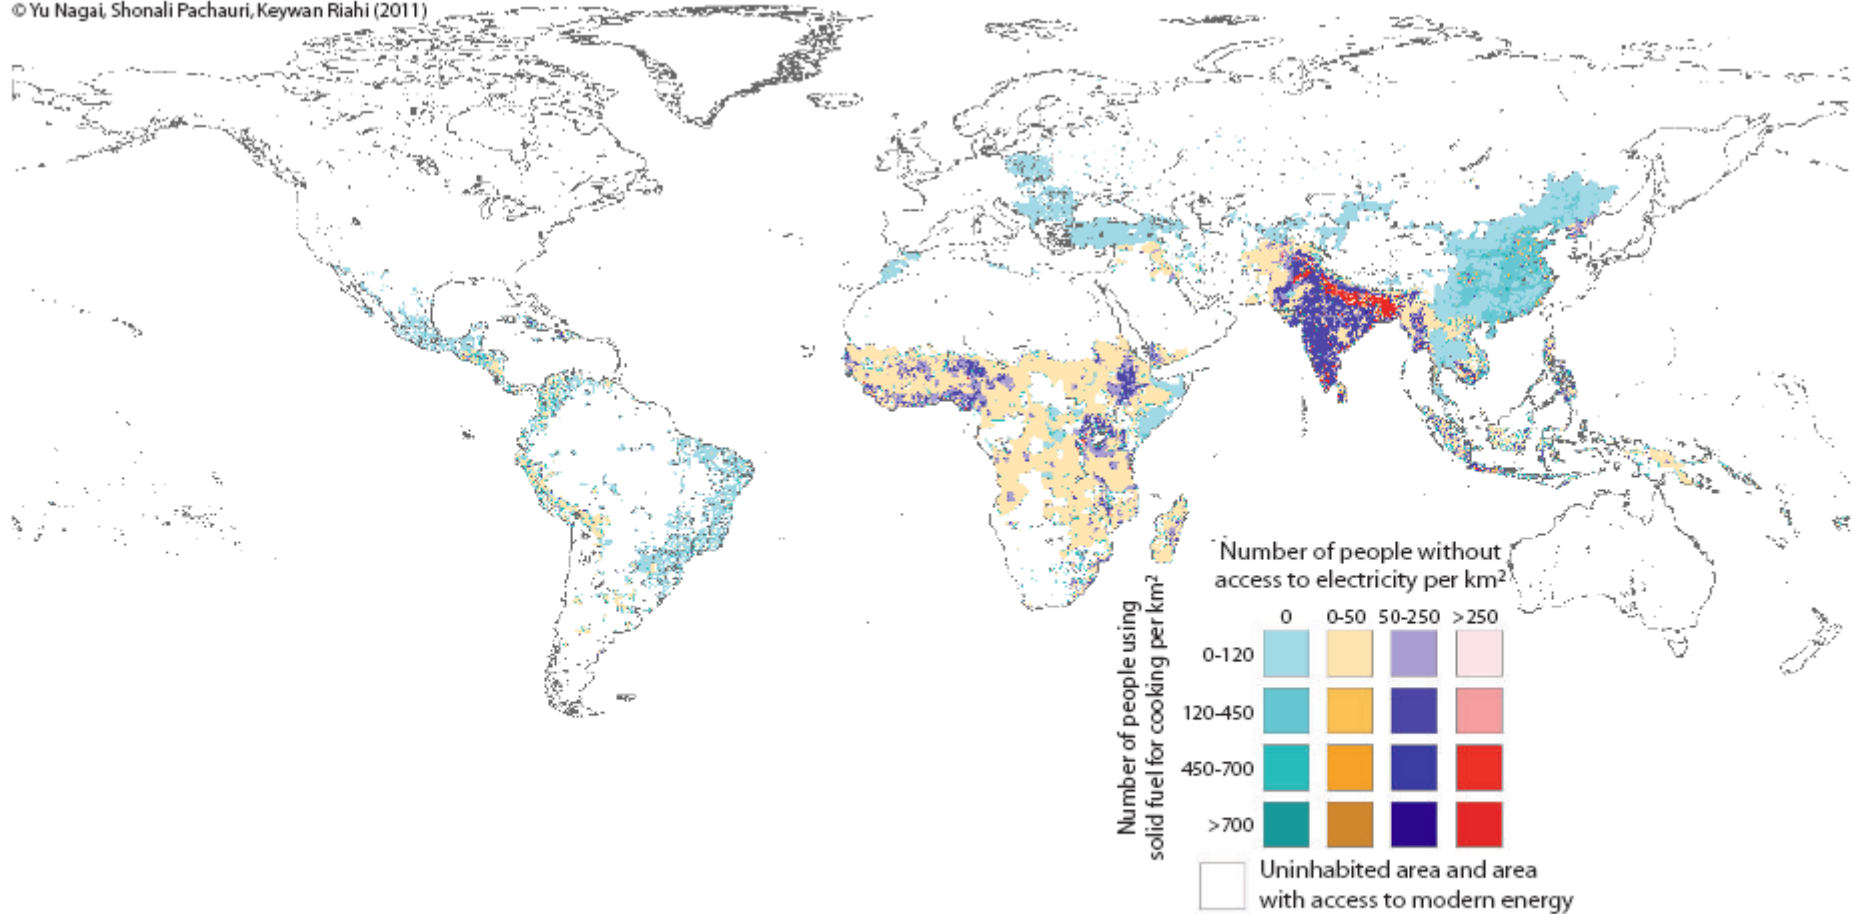 © Yu Nagai, Shonali Pachauri, Keywan Riahi (2011)
Number of people without
access to electricity per km²
0 0-50 50-250 >250
Number of people using
solid fuel for cooking per km²
0-120
120-450
450-700
>700
Uninhabited area and area
with access to modern energy